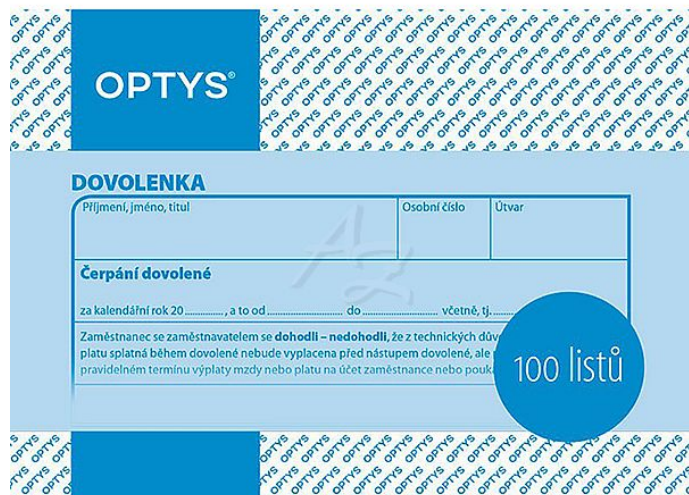 OPTYS®
DOVOLENKA
Příjmení, jméno, titul
Osobní číslo
Útvar
Čerpání dovolené
za kalendářní rok 20 ............., a to od .......................... do .......................... včetně, tj. .......
Zaměstnanec se zaměstnavatelem se dohodli – nedohodli, že z technických
platu splatná během dovolené nebude vyplacena před nástupem dovolené, ale
pravidelném termínu výplaty mzdy nebo platu na účet zaměstnance nebo
100 listů